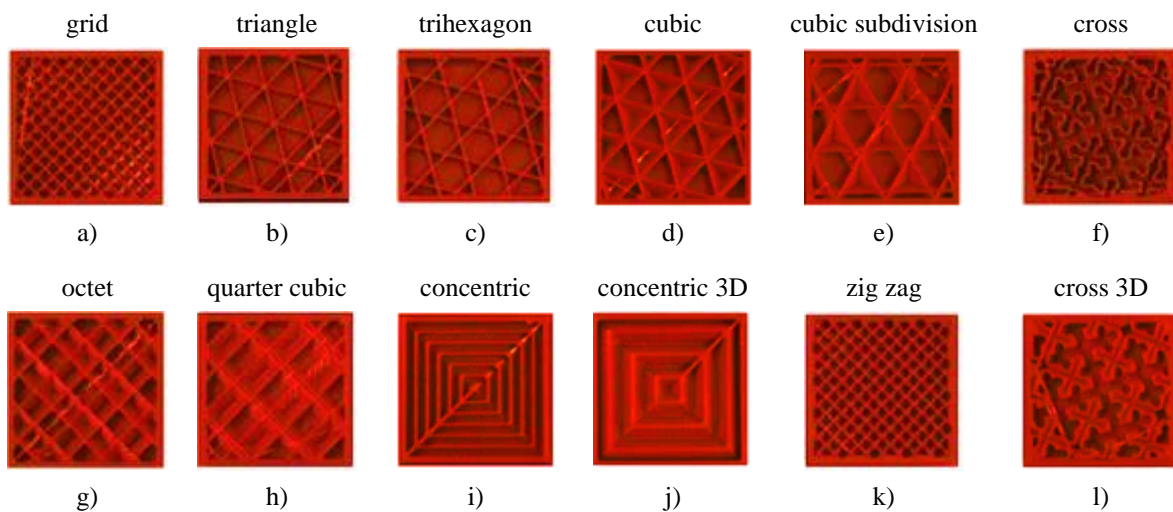 grid triangle trihexagon cubic cubic subdivision cross
a) b) c) d) e) f)
octet quarter cubic concentric concentric 3D zig zag cross 3D
g) h) i) j) k) l)